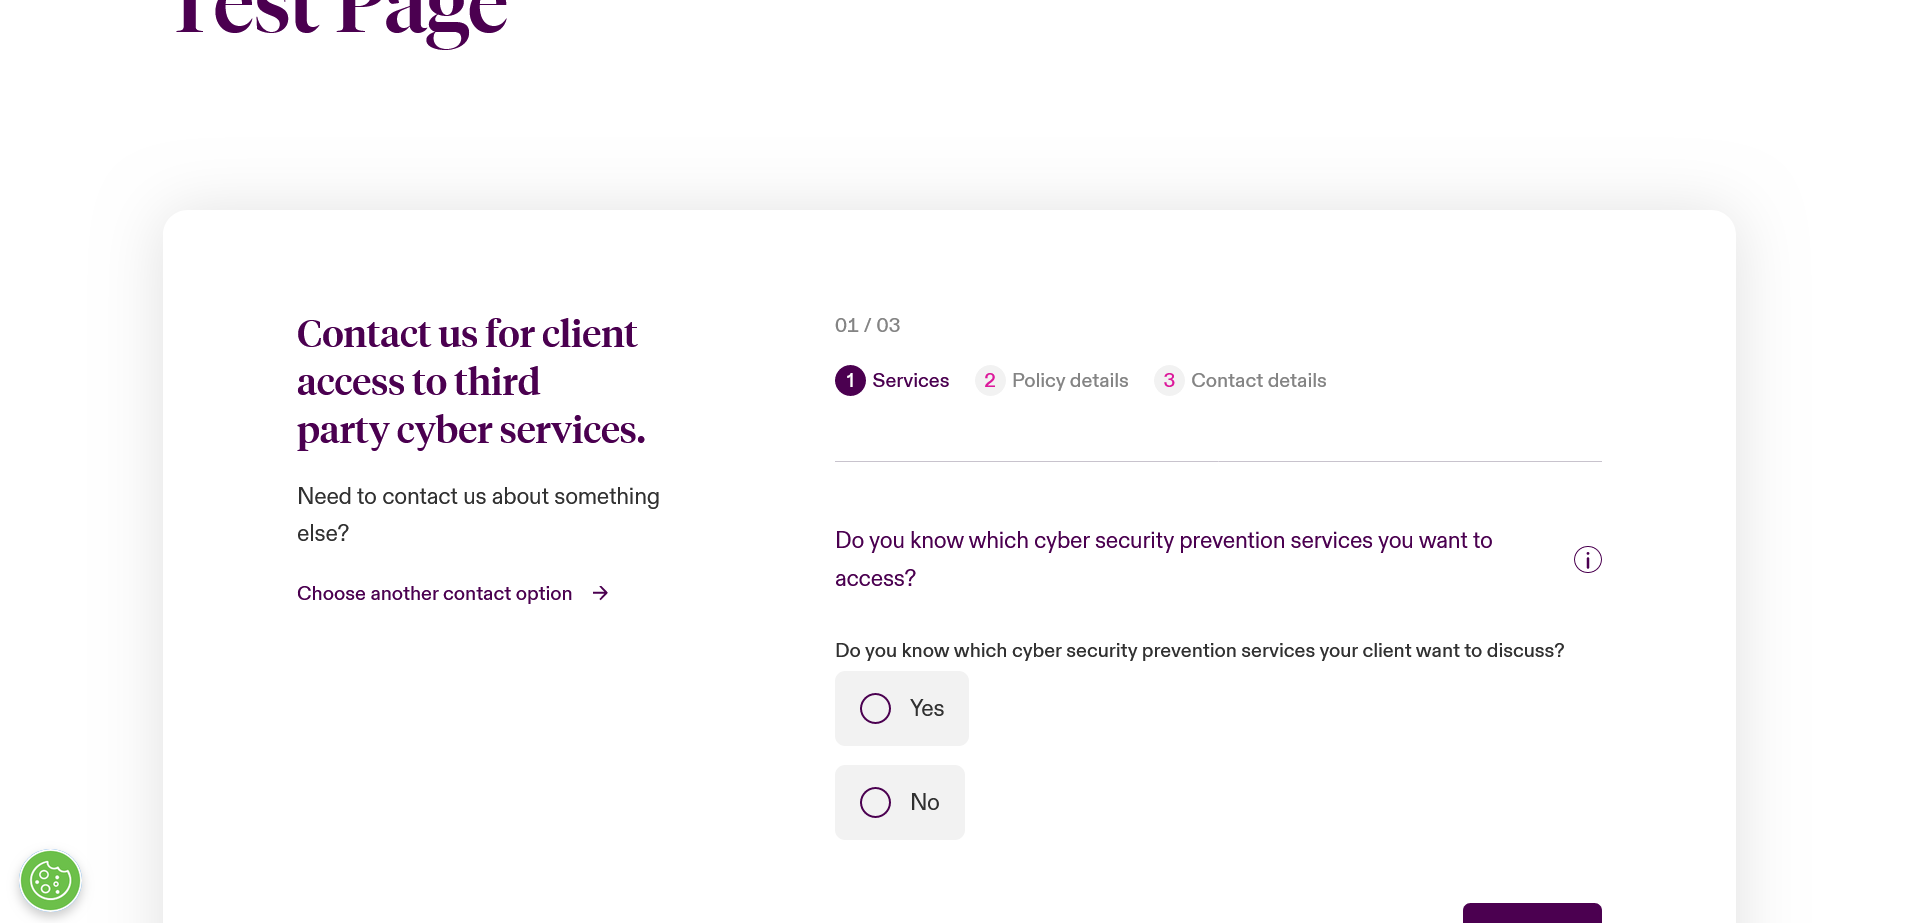 Test Page
Contact us for client
access to third
party cyber services.
Need to contact us about something
else?
Choose another contact option
01 / 03
1 Services 2 Policy details 3 Contact details
Do you know which cyber security prevention services you want to
access?
Do you know which cyber security prevention services your client want to discuss?
Yes
No